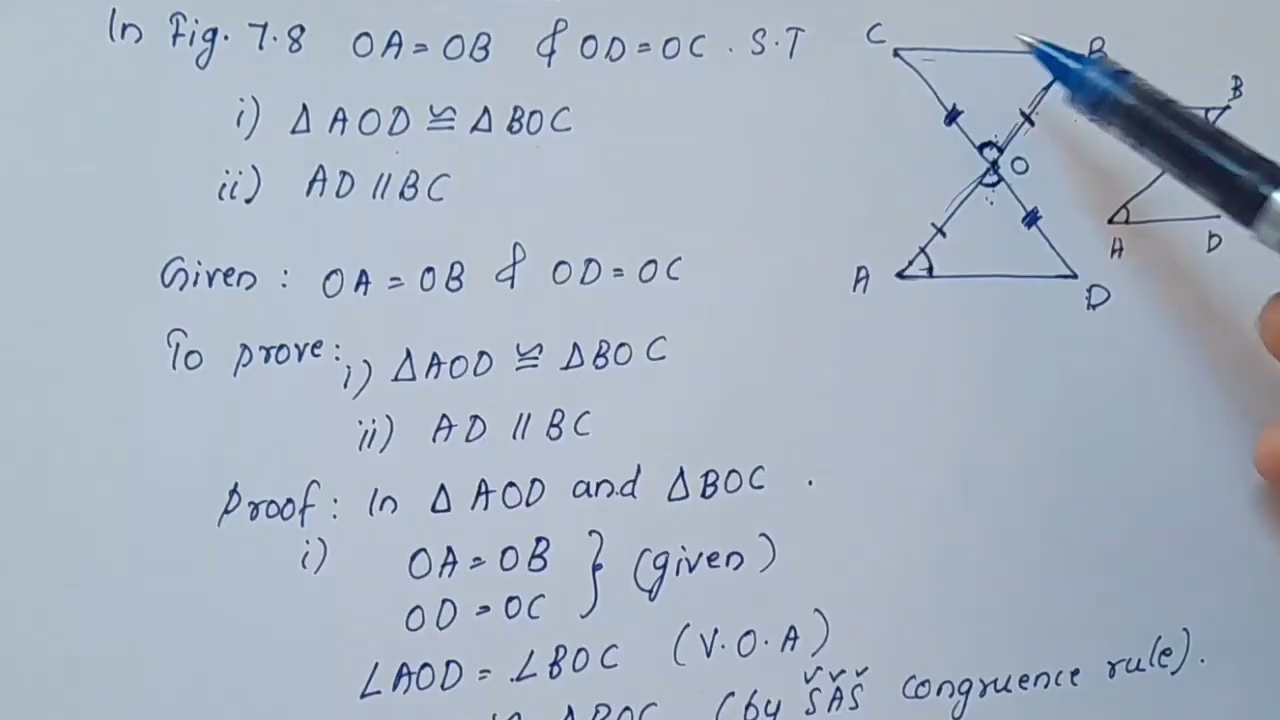 In Fig. 7.8 OA = OB & OD = OC. S.T
i) ∆ AOD ≅ ∆ BOC
ii) AD || BC
Given : OA = OB & OD = OC
To prove: i) ∆AOD ≅ ∆BOC
ii) AD || BC
Proof : In ∆ AOD and ∆BOC .
i) OA = OB } (given)
OD = OC
∠AOD = ∠BOC (V.O.A)
≅ ∆BOC (by SAS congruence rule).
C B
O
A D
B
A D